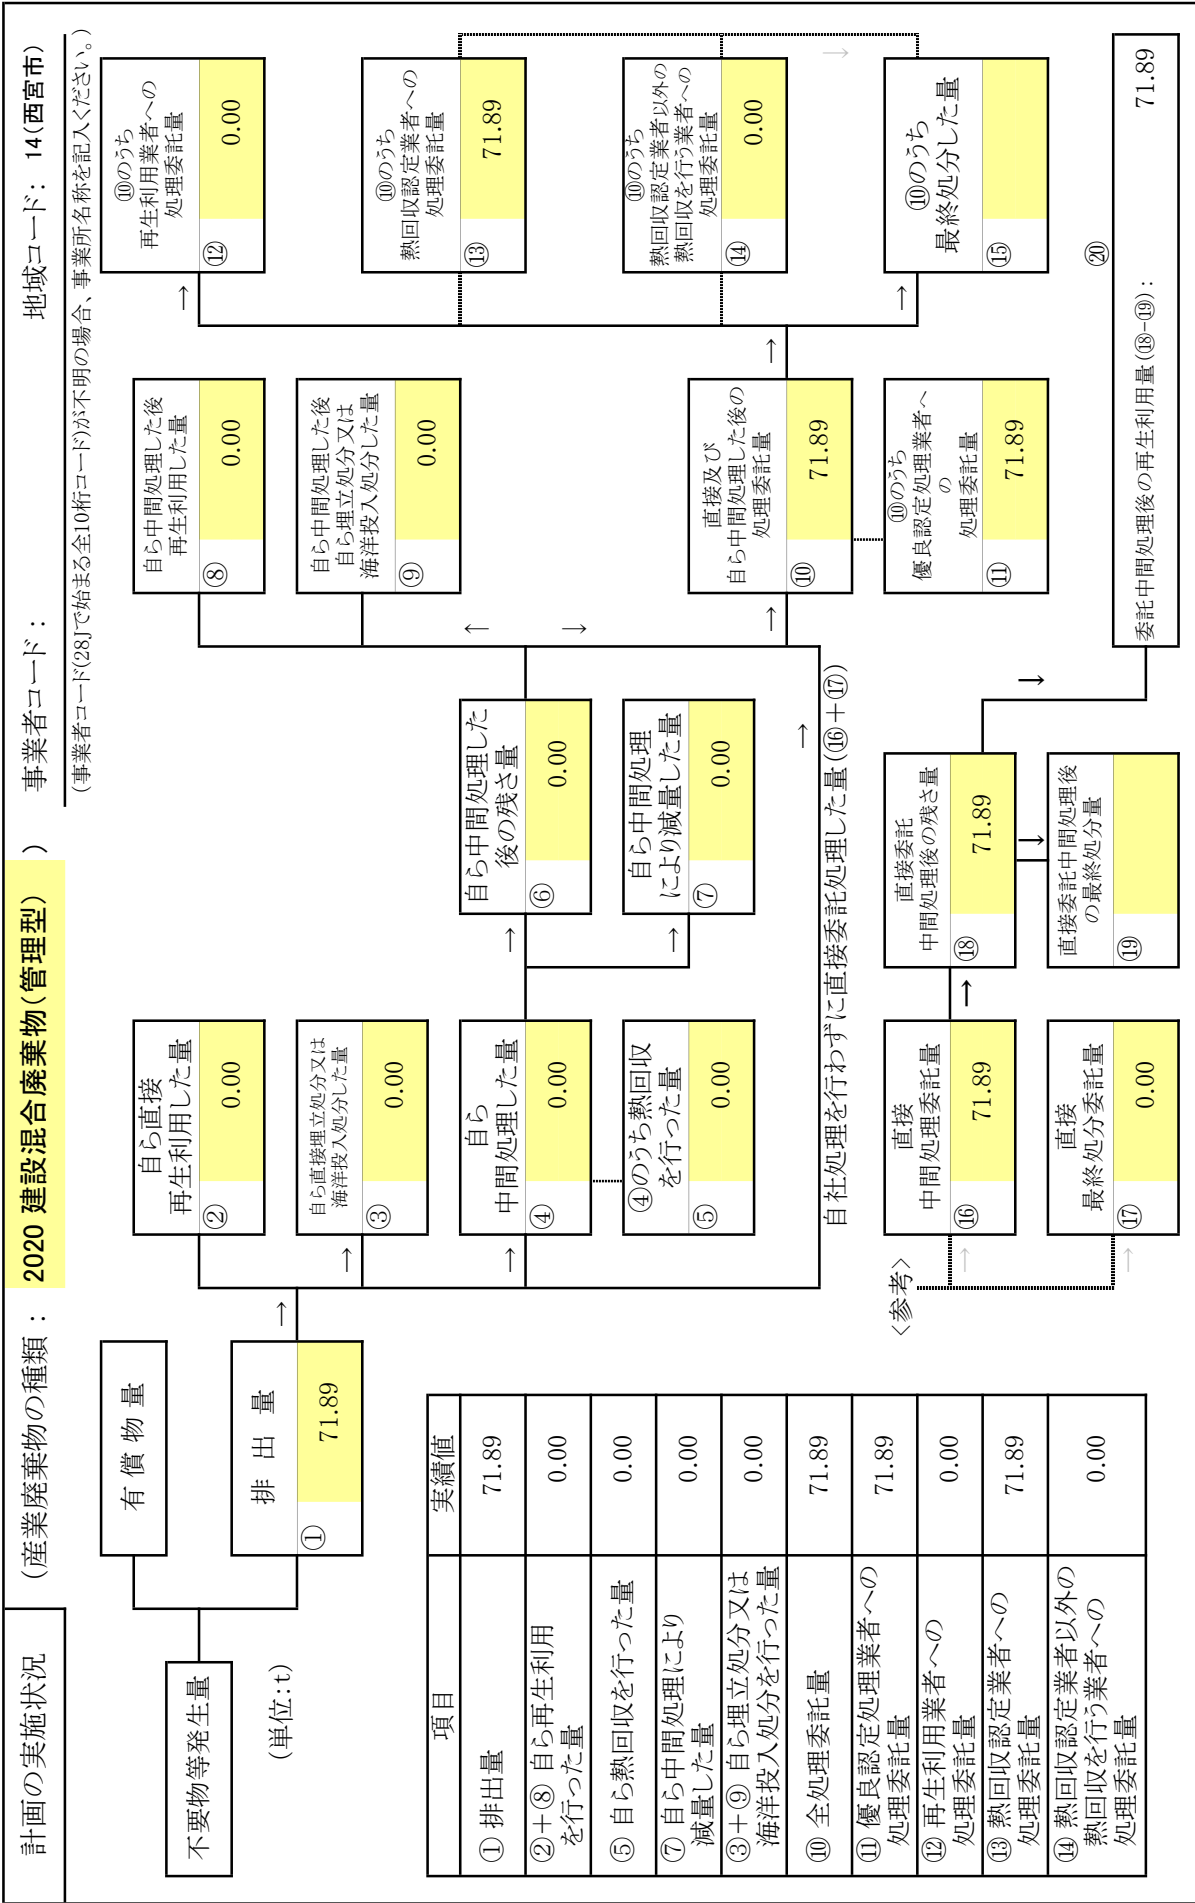 計画の実施状況
(産業廃棄物の種類： 2020 建設混合廃棄物(管理型) )
事業者コード：
地域コード： 14(西宮市)
(事業者コード(28Jで始まる全10桁コード)が不明の場合、事業所名称を記入ください。)
不要物等発生量
(単位:t)
有 償 物 量
排 出 量
① 71.89
→
自ら直接
再生利用した量
② 0.00
→
自ら直接埋立処分又は
海洋投入処分した量
③ 0.00
→
自ら
中間処理した量
④ 0.00
④のうち熱回収
を行った量
⑤ 0.00
→
自ら中間処理した
後の残さ量
⑥ 0.00
→
自ら中間処理
により減量した量
⑦ 0.00
自ら中間処理した後
再生利用した量
⑧ 0.00
自ら中間処理した後
自ら埋立処分又は
海洋投入処分した量
⑨ 0.00
↑
↓
→
自社処理を行わずに直接委託処理した量(⑯＋⑰)
→
直接及び
自ら中間処理した後の
処理委託量
⑩ 71.89
⑩のうち
優良認定処理業者へ
の
処理委託量
⑪ 71.89
→
→
⑩のうち
再生利用業者への
処理委託量
⑫ 0.00
⑩のうち
熱回収認定業者への
処理委託量
⑬ 71.89
⑩のうち
熱回収認定業者以外の
熱回収を行う業者への
処理委託量
⑭ 0.00
↓
→
⑩のうち
最終処分した量
⑮
<参考>
→
直接
中間処理委託量
⑯ 71.89
→
直接
最終処分委託量
⑰ 0.00
→
直接委託
中間処理後の残さ量
⑱ 71.89
↓
直接委託中間処理後
の最終処分量
⑲
↓
⑳
委託中間処理後の再生利用量(⑱-⑲)： 71.89
項目 実績値
① 排出量 71.89
②＋⑧ 自ら再生利用
を行った量 0.00
⑤ 自ら熱回収を行った量 0.00
⑦ 自ら中間処理により
減量した量 0.00
③＋⑨ 自ら埋立処分又は
海洋投入処分を行った量 0.00
⑩ 全処理委託量 71.89
⑪ 優良認定処理業者への
処理委託量 71.89
⑫ 再生利用業者への
処理委託量 0.00
⑬ 熱回収認定業者への
処理委託量 71.89
⑭ 熱回収認定業者以外の
熱回収を行う業者への
処理委託量 0.00